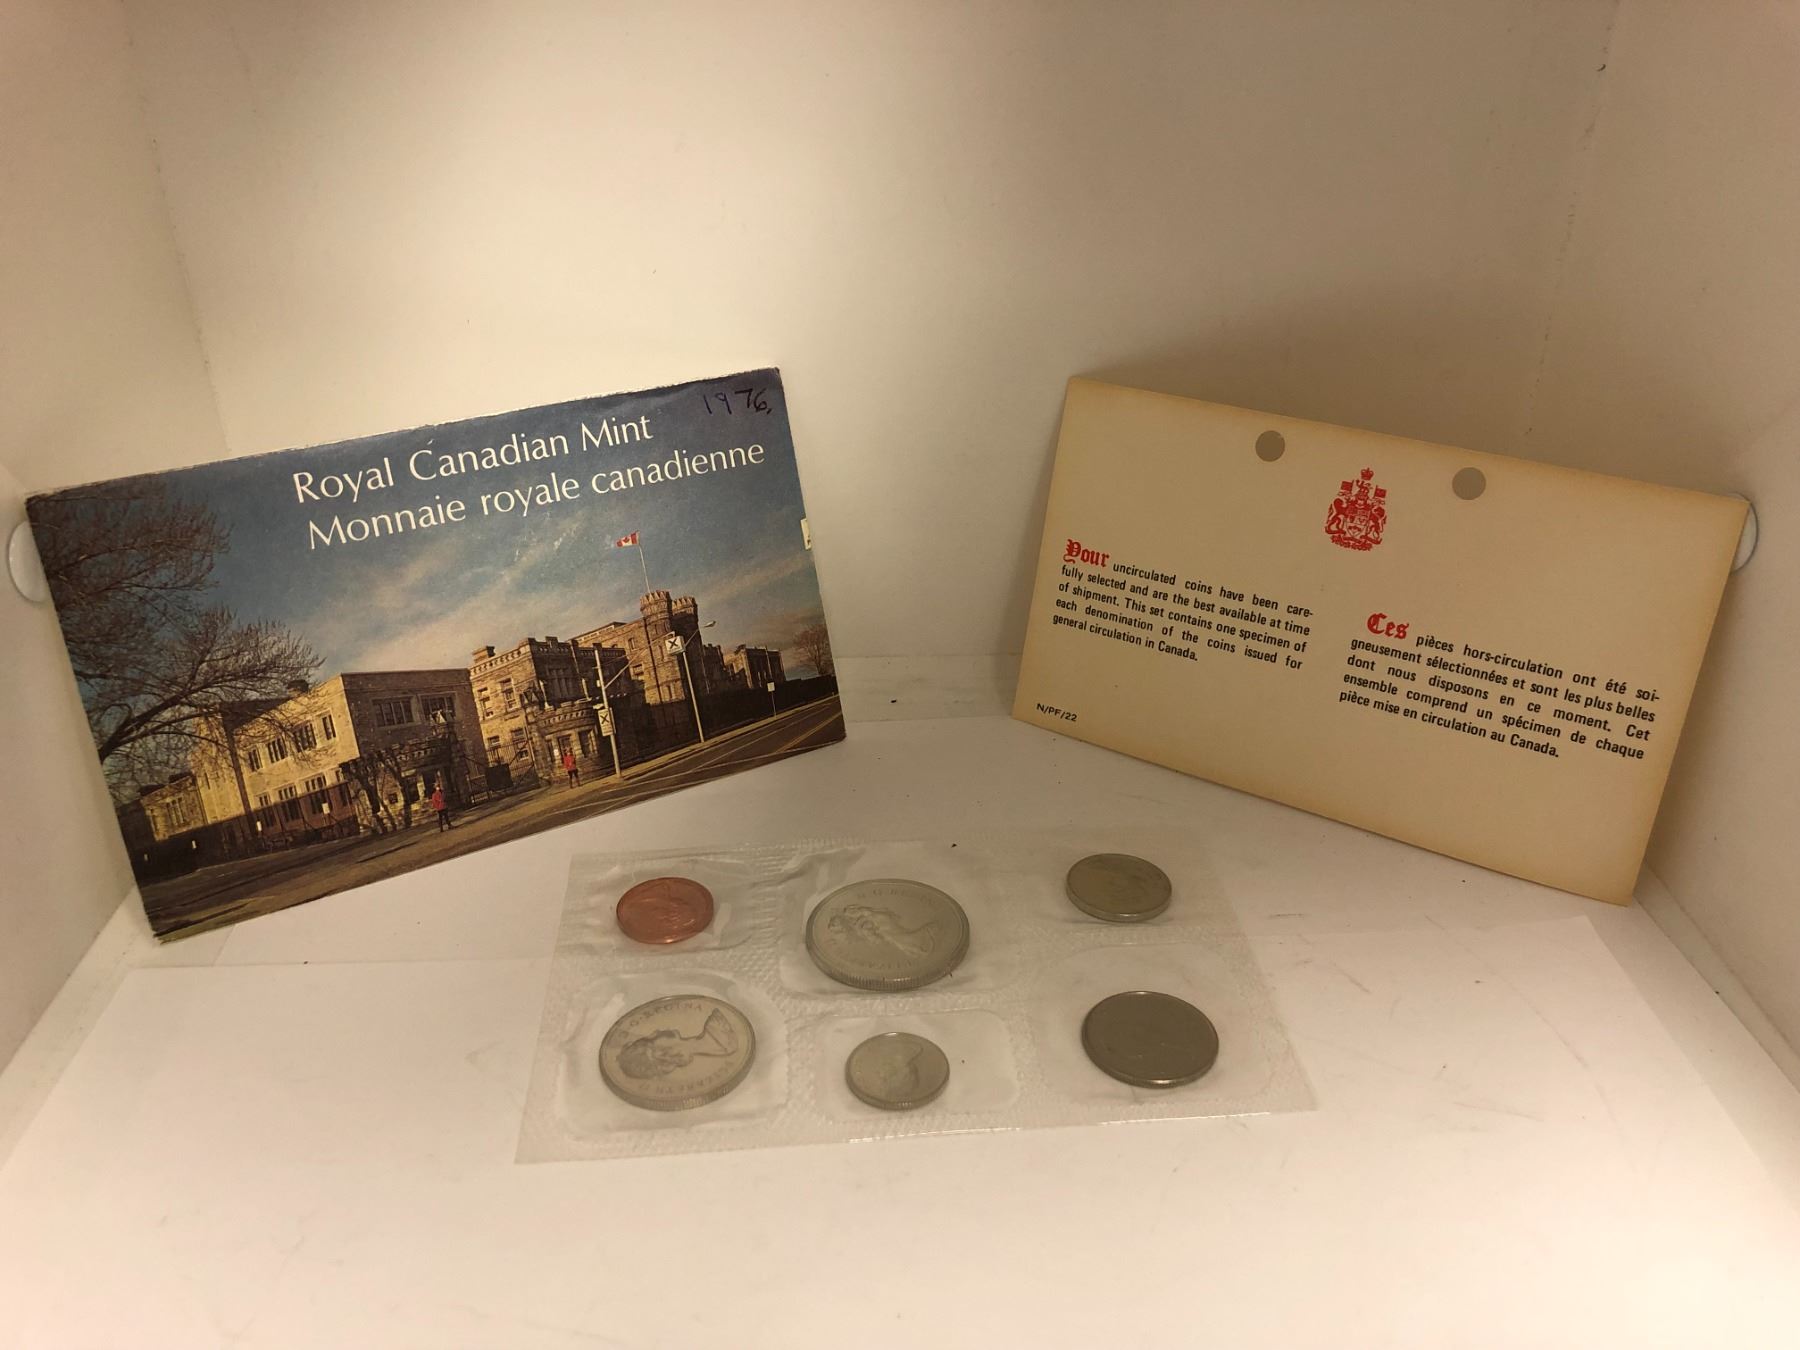 1976.
Royal Canadian Mint
Monnaie royale canadienne
Your uncirculated coins have been care-
fully selected and are the best available at time
of shipment. This set contains one specimen of
each denomination of the coins issued for
general circulation in Canada.
N/PF/22
Ces pièces hors-circulation ont été soi-
gneusement sélectionnées et sont les plus belles
dont nous disposons en ce moment. Cet
ensemble comprend un spécimen de chaque
pièce mise en circulation au Canada.
D·G·REGINA
ELIZABETH II